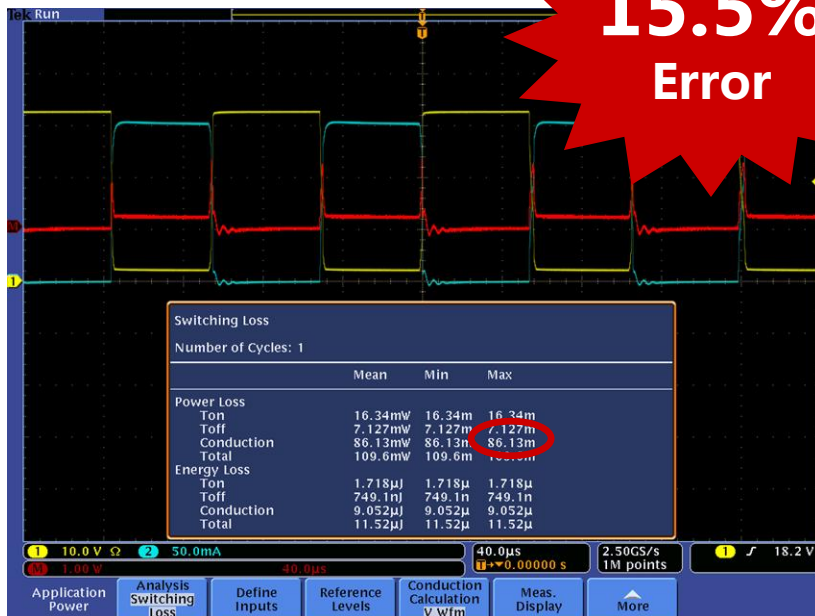 Tek Run
15.5%
Error
T
T
M
1
Switching Loss
Number of Cycles: 1
Mean Min Max
Power Loss
Ton 16.34mW 16.34m 16.34m
Toff 7.127mW 7.127m 7.127m
Conduction 86.13mW 86.13m 86.13m
Total 109.6mW 109.6m
Energy Loss
Ton 1.718µJ 1.718µ 1.718µ
Toff 749.1nJ 749.1n 749.1n
Conduction 9.052µJ 9.052µ 9.052µ
Total 11.52µJ 11.52µ 11.52µ
1 10.0 V Ω 2 50.0mA 40.0µs 2.50GS/s 1 18.2 V
M 1.00 W 40.0µs T→▼0.00000 s 1M points
Application Power
Analysis Switching Loss
Define Inputs
Reference Levels
Conduction Calculation V Wfm
Meas. Display
More